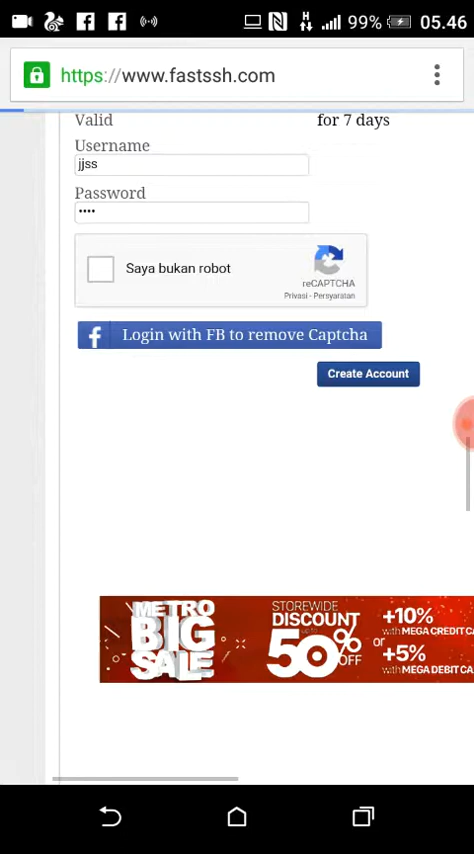 H
99%
05.46
https://www.fastssh.com
Valid for 7 days
Username
jjss
Password
••••
Saya bukan robot
reCAPTCHA
Privasi - Persyaratan
f Login with FB to remove Captcha
Create Account
METRO
BIG
SALE
STOREWIDE
DISCOUNT
50% OFF
+10%
with MEGA CREDIT CA
or
+5%
with MEGA DEBIT CA